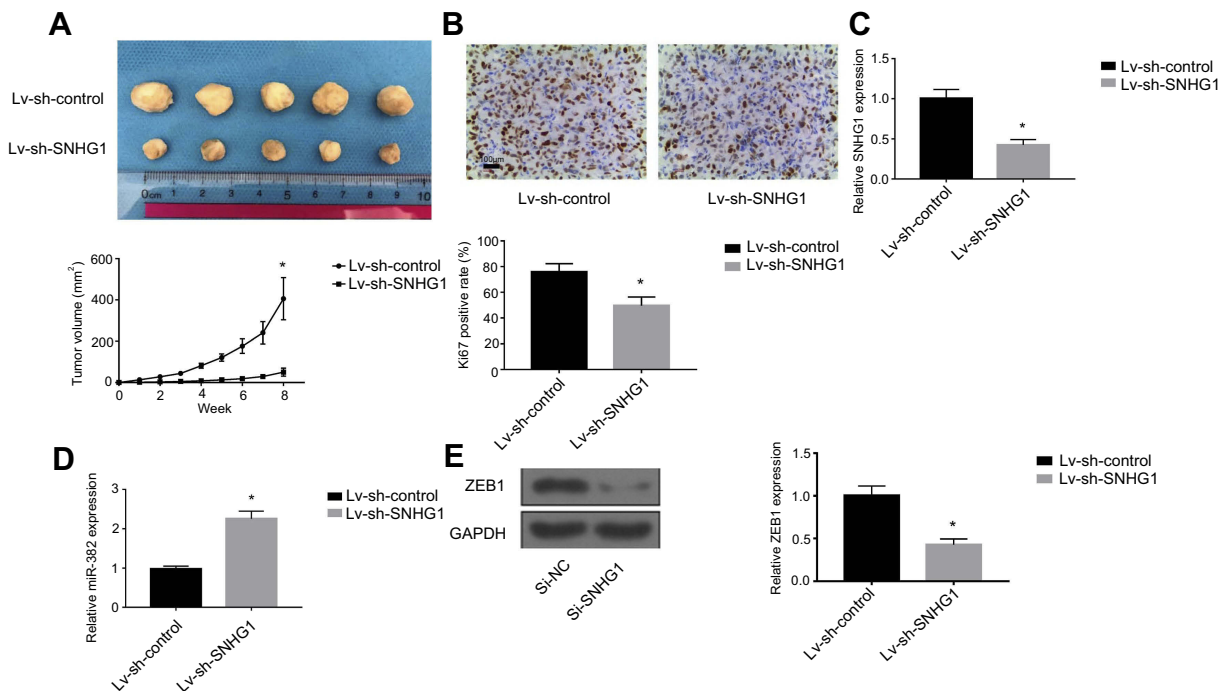 A
Lv-sh-control
Lv-sh-SNHG1
0cm 1 2 3 4 5 6 7 8 9 10
600
400
200
0
Tumor volume (mm²)
0 2 4 6 8
Week
*
Lv-sh-control
Lv-sh-SNHG1
B
100μm
Lv-sh-control
Lv-sh-SNHG1
100
80
60
40
20
0
Ki67 positive rate (%)
*
Lv-sh-control
Lv-sh-SNHG1
Lv-sh-control
Lv-sh-SNHG1
C
1.5
1.0
0.5
0.0
Relative SNHG1 expression
*
Lv-sh-control
Lv-sh-SNHG1
Lv-sh-control
Lv-sh-SNHG1
D
3
2
1
0
Relative miR-382 expression
*
Lv-sh-control
Lv-sh-SNHG1
Lv-sh-control
Lv-sh-SNHG1
E
ZEB1
GAPDH
Si-NC
Si-SNHG1
1.5
1.0
0.5
0.0
Relative ZEB1 expression
*
Lv-sh-control
Lv-sh-SNHG1
Lv-sh-control
Lv-sh-SNHG1